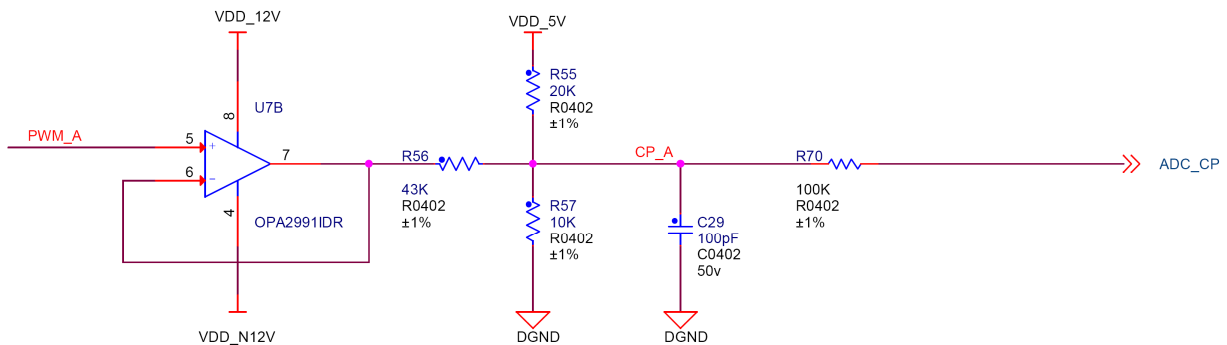 VDD_12V
VDD_5V
R55
20K
R0402
±1%
U7B
8
PWM_A
5
+
7
6
-
4
OPA2991IDR
R56
43K
R0402
±1%
CP_A
R70
100K
R0402
±1%
ADC_CP
R57
10K
R0402
±1%
C29
100pF
C0402
50v
VDD_N12V
DGND
DGND